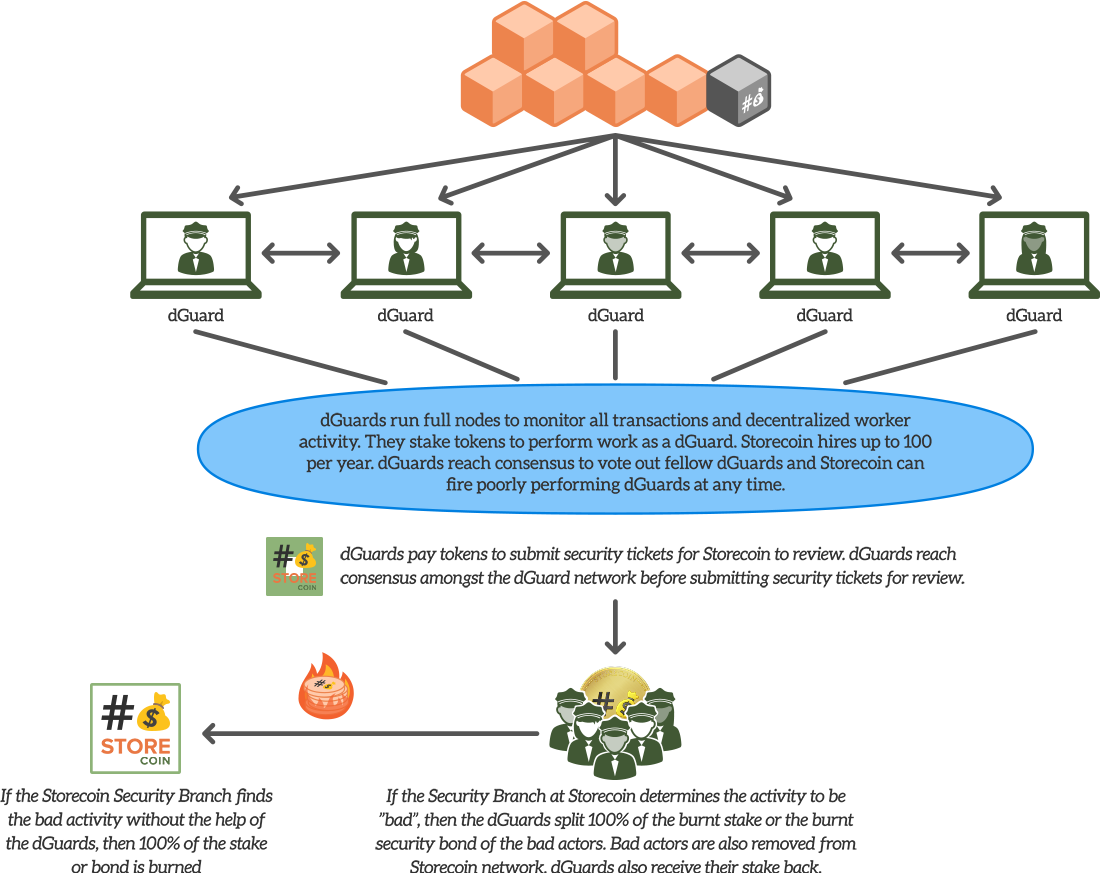 #
dGuard
dGuard
dGuard
dGuard
dGuard
dGuards run full nodes to monitor all transactions and decentralized worker
activity. They stake tokens to perform work as a dGuard. Storecoin hires up to 100
per year. dGuards reach consensus to vote out fellow dGuards and Storecoin can
fire poorly performing dGuards at any time.
#$
STORE
COIN
dGuards pay tokens to submit security tickets for Storecoin to review. dGuards reach
consensus amongst the dGuard network before submitting security tickets for review.
#$
#$
#$
STORE
COIN
If the Storecoin Security Branch finds
the bad activity without the help of
the dGuards, then 100% of the stake
or bond is burned
If the Security Branch at Storecoin determines the activity to be
"bad", then the dGuards split 100% of the burnt stake or the burnt
security bond of the bad actors. Bad actors are also removed from
Storecoin network. dGuards also receive their stake back.